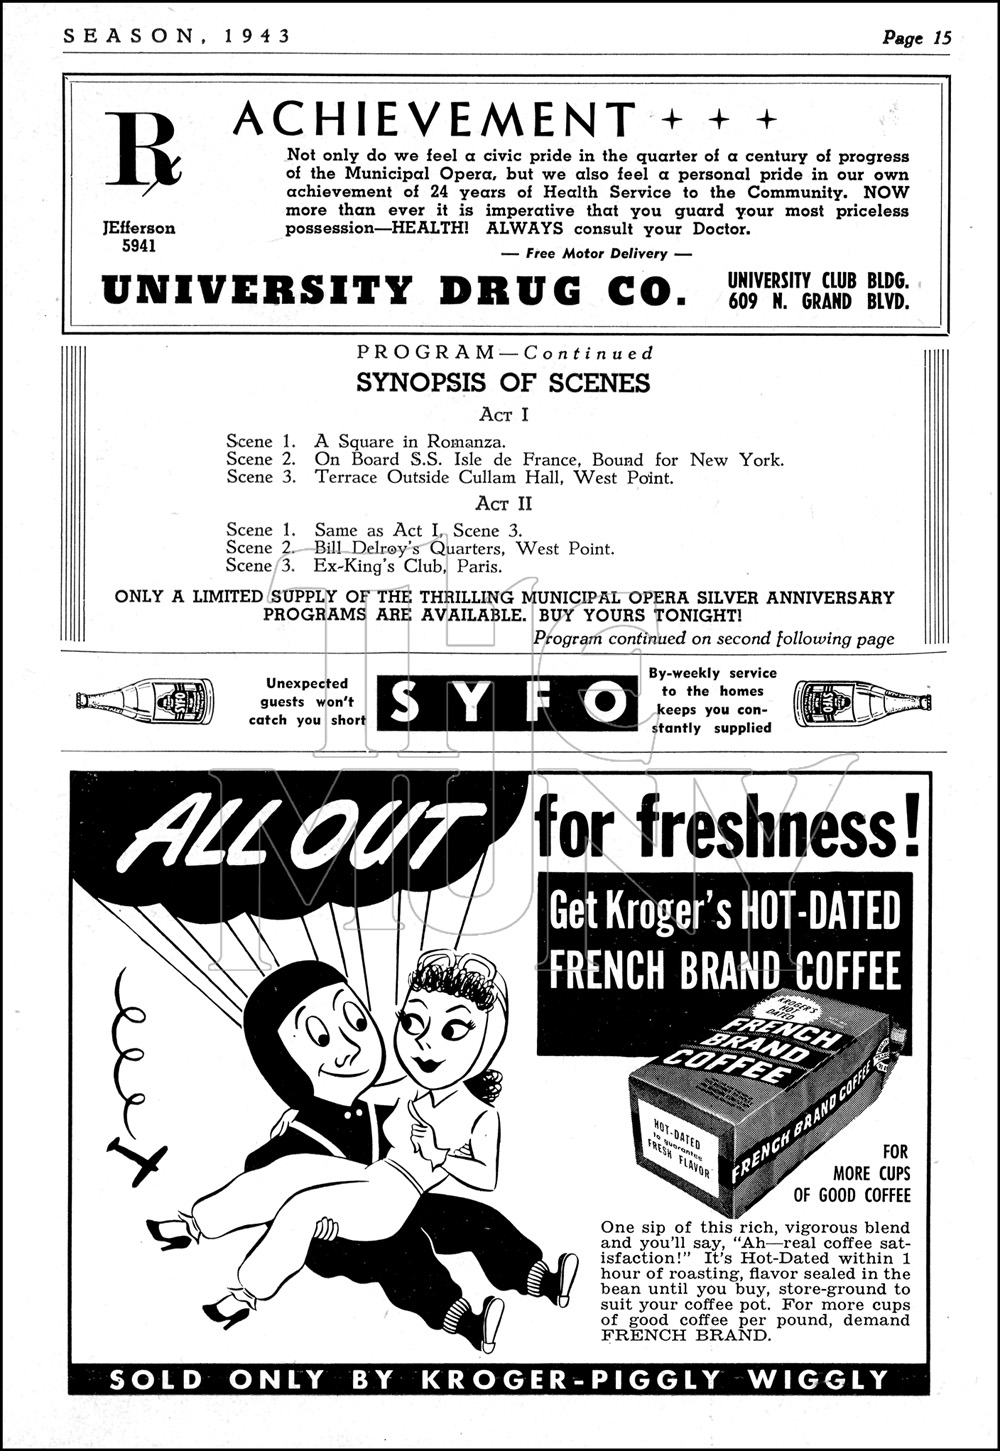 SEASON, 1943
Page 15
Rx
JEfferson
5941
ACHIEVEMENT + + +
Not only do we feel a civic pride in the quarter of a century of progress
of the Municipal Opera, but we also feel a personal pride in our own
achievement of 24 years of Health Service to the Community. NOW
more than ever it is imperative that you guard your most priceless
possession—HEALTH! ALWAYS consult your Doctor.
— Free Motor Delivery —
UNIVERSITY DRUG CO.
UNIVERSITY CLUB BLDG.
609 N. GRAND BLVD.
PROGRAM—Continued
SYNOPSIS OF SCENES
ACT I
Scene 1. A Square in Romanza.
Scene 2. On Board S.S. Isle de France, Bound for New York.
Scene 3. Terrace Outside Cullam Hall, West Point.
ACT II
Scene 1. Same as Act I, Scene 3.
Scene 2. Bill Delroy's Quarters, West Point.
Scene 3. Ex-King's Club, Paris.
ONLY A LIMITED SUPPLY OF THE THRILLING MUNICIPAL OPERA SILVER ANNIVERSARY
PROGRAMS ARE AVAILABLE. BUY YOURS TONIGHT!
Program continued on second following page
Unexpected
guests won't
catch you short
SYFO
By-weekly service
to the homes
keeps you con-
stantly supplied
THE
MUNY
ALL OUT
for freshness!
Get Kroger's HOT-DATED
FRENCH BRAND COFFEE
KROGER'S
HOT
DATED
FRENCH
BRAND
COFFEE
FRENCH BRAND COFFEE
HOT-DATED
to guarantee
FRESH FLAVOR
FOR
MORE CUPS
OF GOOD COFFEE
One sip of this rich, vigorous blend
and you'll say, "Ah—real coffee sat-
isfaction!" It's Hot-Dated within 1
hour of roasting, flavor sealed in the
bean until you buy, store-ground to
suit your coffee pot. For more cups
of good coffee per pound, demand
FRENCH BRAND.
SOLD ONLY BY KROGER-PIGGLY WIGGLY